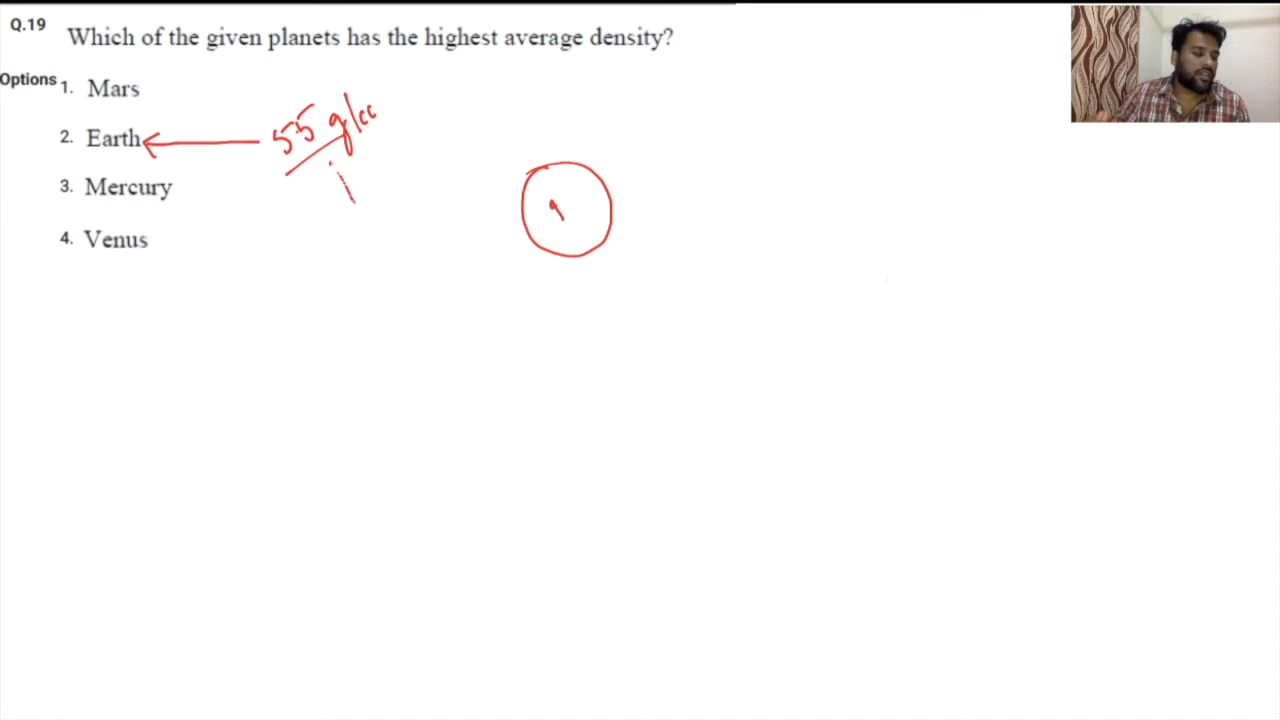 Q.19 Which of the given planets has the highest average density?
Options 1. Mars
2. Earth 5.5 g/cc
3. Mercury
4. Venus